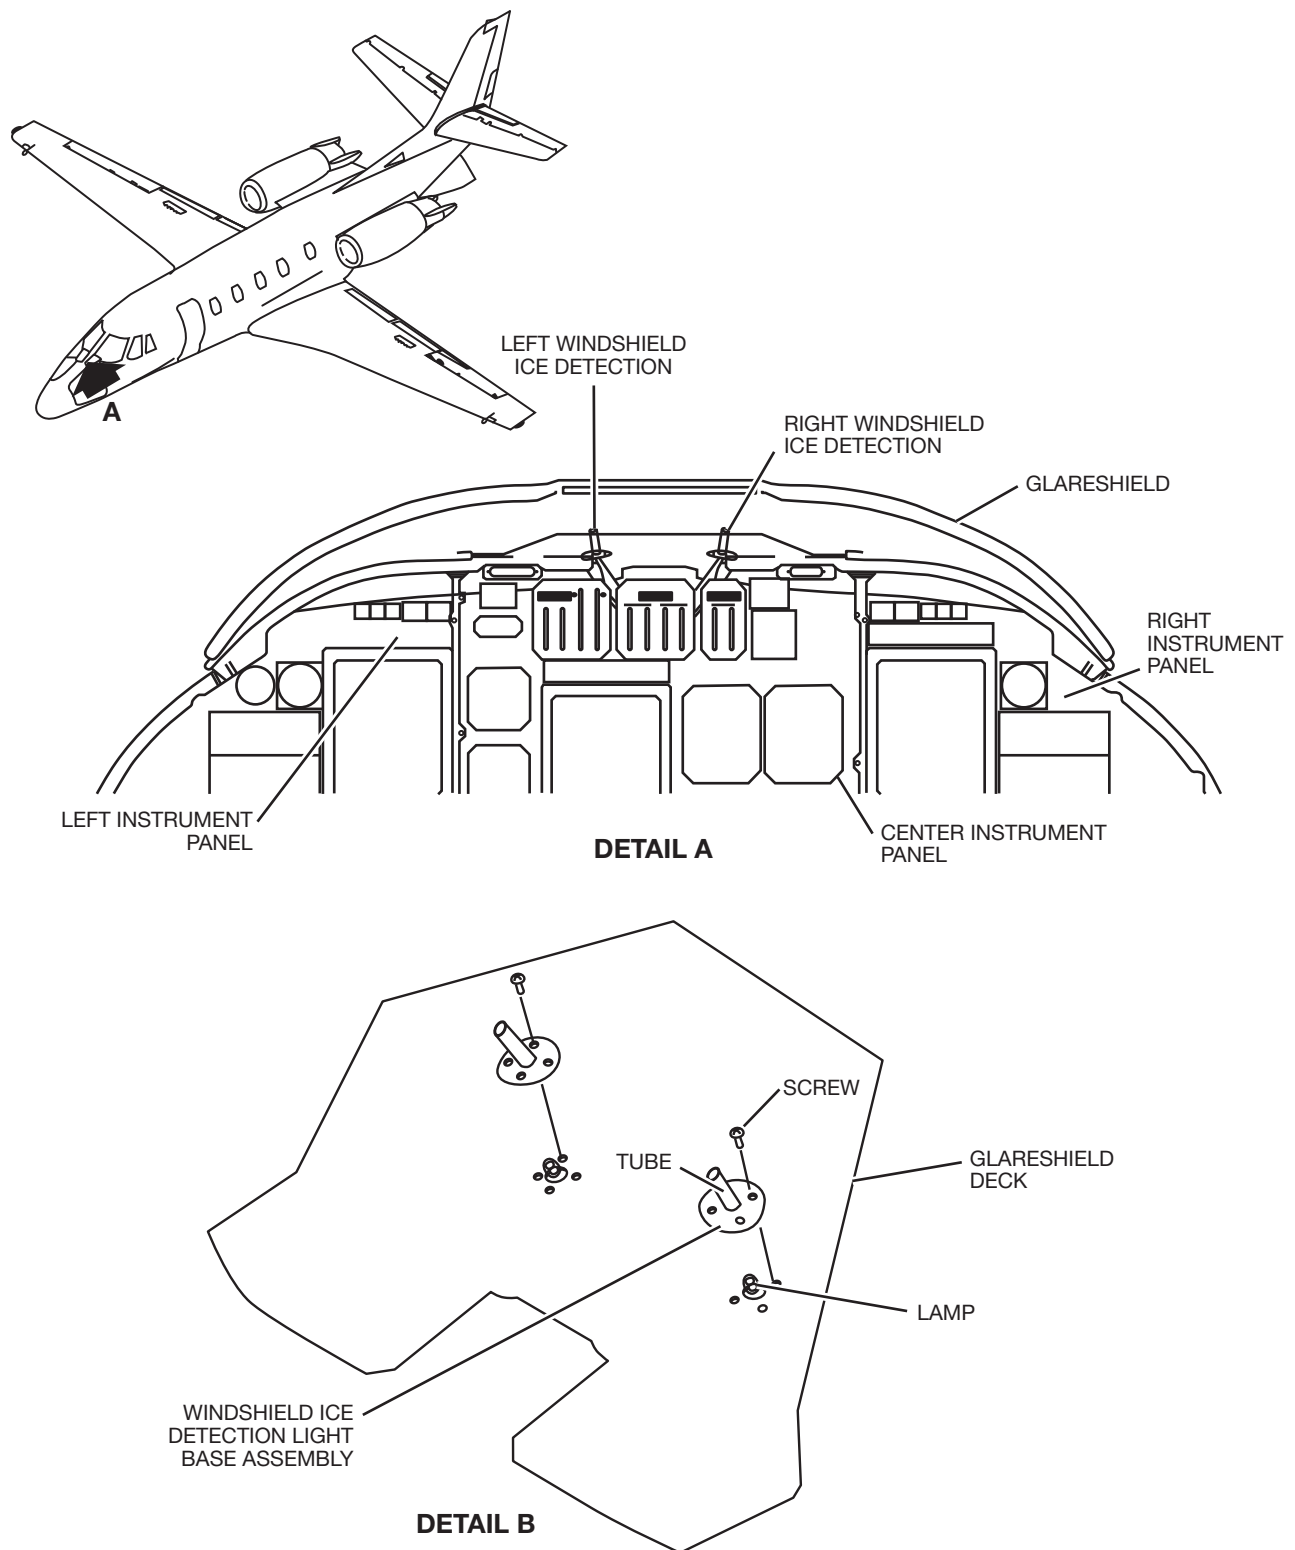 A
LEFT WINDSHIELD
ICE DETECTION
RIGHT WINDSHIELD
ICE DETECTION
GLARESHIELD
RIGHT
INSTRUMENT
PANEL
LEFT INSTRUMENT
PANEL
CENTER INSTRUMENT
PANEL
DETAIL A
SCREW
TUBE
GLARESHIELD
DECK
LAMP
WINDSHIELD ICE
DETECTION LIGHT
BASE ASSEMBLY
DETAIL B